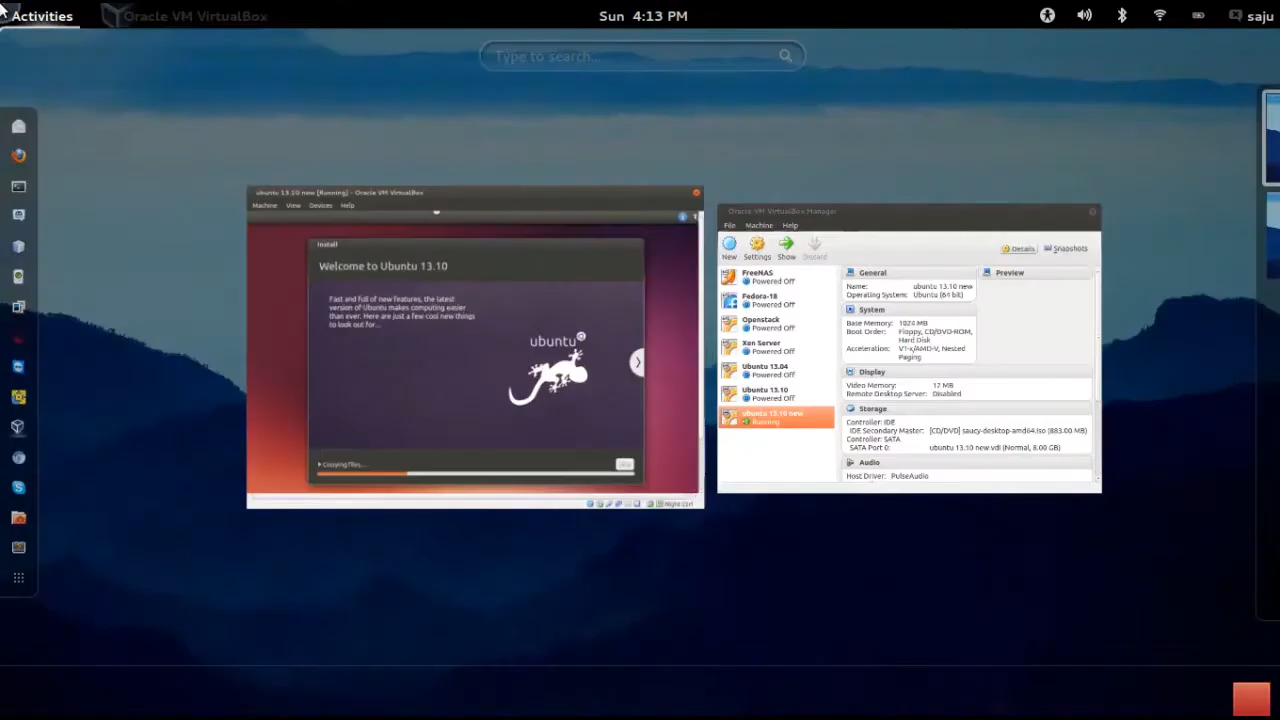 Activities
Oracle VM VirtualBox
Sun 4:13 PM
saju
Type to search...
ubuntu 13.10 new [Running] - Oracle VM VirtualBox
Machine View Devices Help
Install
Welcome to Ubuntu 13.10
Fast and full of new features, the latest
version of Ubuntu makes computing easier
than ever. Here are just a few cool new things
to look out for...
ubuntu
Copying files...
Skip
Right Ctrl
Oracle VM VirtualBox Manager
File Machine Help
New Settings Show Discard
Details Snapshots
FreeNAS
Powered Off
Fedora-18
Powered Off
Openstack
Powered Off
Xen Server
Powered Off
Ubuntu 13.04
Powered Off
Ubuntu 13.10
Powered Off
ubuntu 13.10 new
Running
General
Name: ubuntu 13.10 new
Operating System: Ubuntu (64 bit)
System
Base Memory: 1024 MB
Boot Order: Floppy, CD/DVD-ROM,
Hard Disk
Acceleration: VT-x/AMD-V, Nested
Paging
Preview
Display
Video Memory: 12 MB
Remote Desktop Server: Disabled
Storage
Controller: IDE
IDE Secondary Master: [CD/DVD] saucy-desktop-amd64.iso (883.00 MB)
Controller: SATA
SATA Port 0: ubuntu 13.10 new.vdi (Normal, 8.00 GB)
Audio
Host Driver: PulseAudio